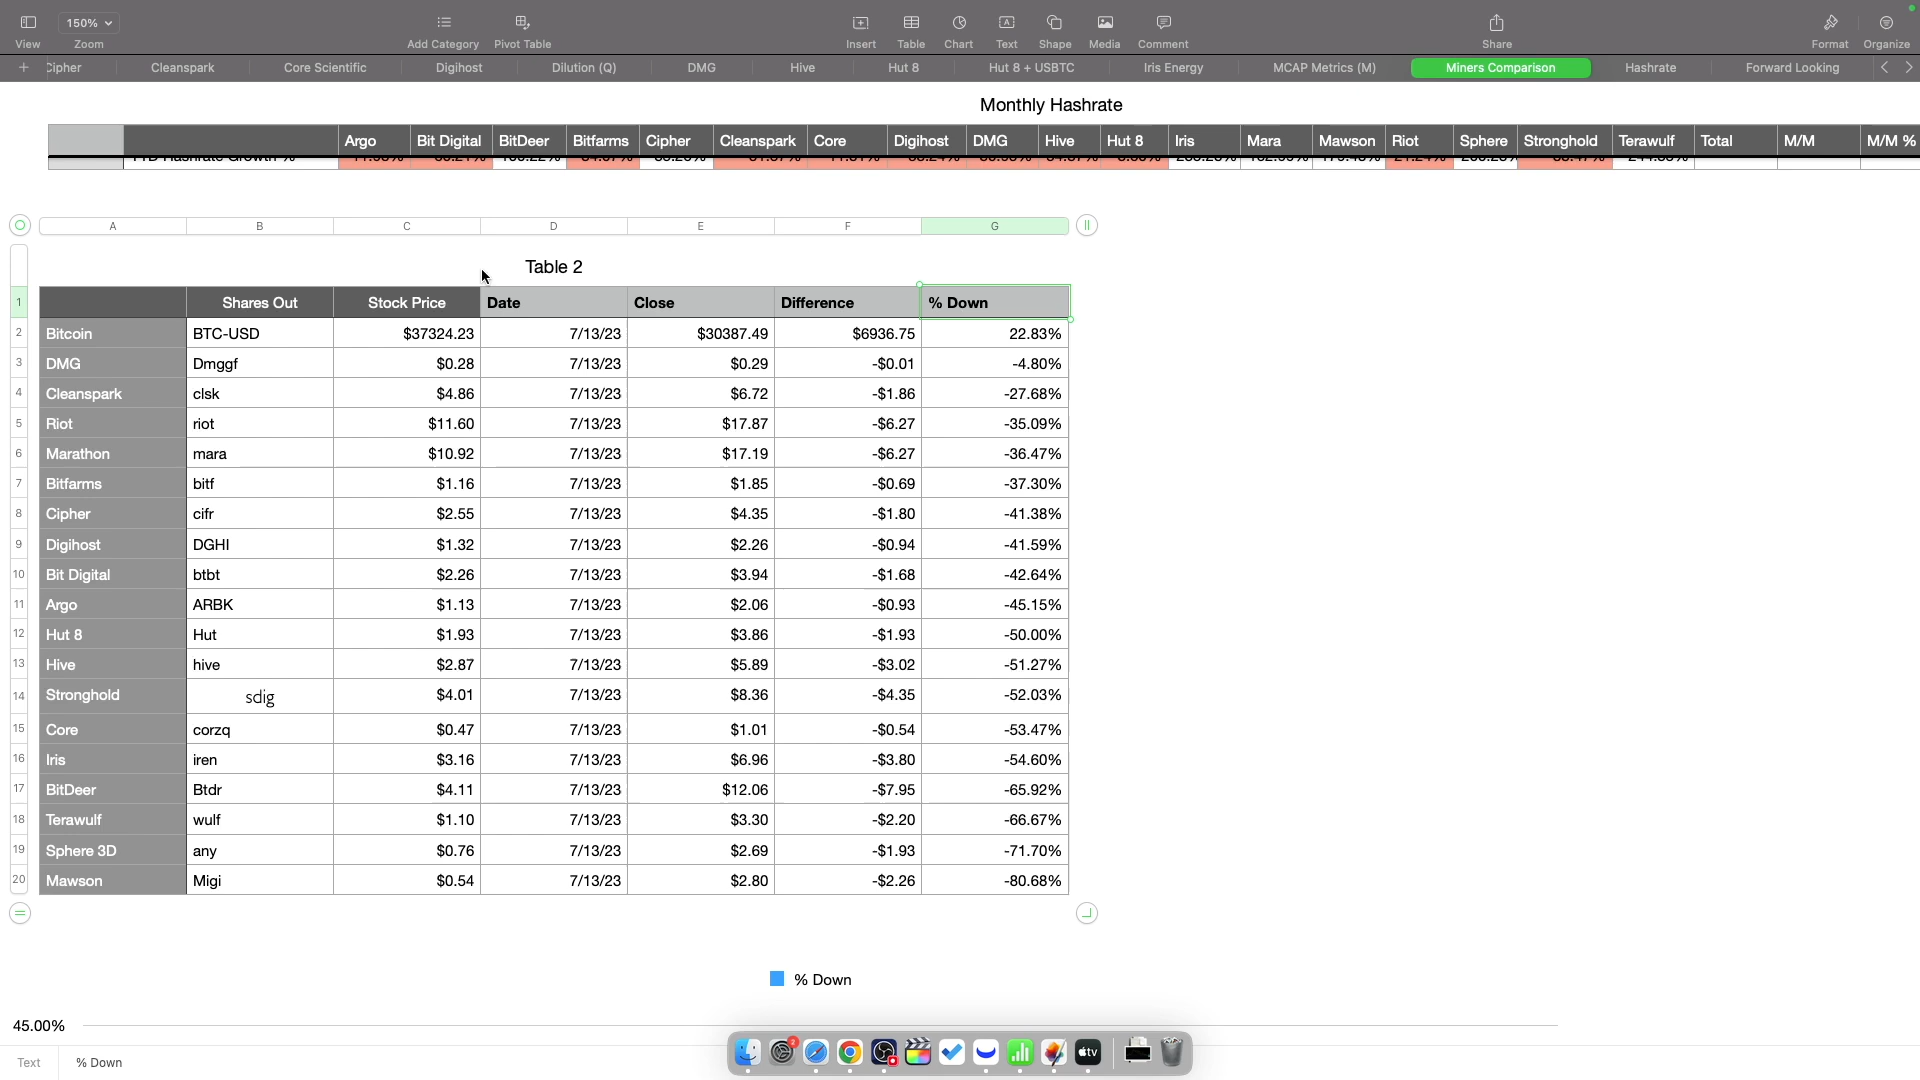 View 150% Zoom Add Category Pivot Table Insert Table Chart Text Shape Media Comment Share Format Organize
Cipher Cleanspark Core Scientific Digihost Dilution (Q) DMG Hive Hut 8 Hut 8 + USBTC Iris Energy MCAP Metrics (M) Miners Comparison Hashrate Forward Looking
Monthly Hashrate
Argo Bit Digital BitDeer Bitfarms Cipher Cleanspark Core Digihost DMG Hive Hut 8 Iris Mara Mawson Riot Sphere Stronghold Terawulf Total M/M M/M %
A B C D E F G
Table 2
1 Shares Out Stock Price Date Close Difference % Down
2 Bitcoin BTC-USD $37324.23 7/13/23 $30387.49 $6936.75 22.83%
3 DMG Dmggf $0.28 7/13/23 $0.29 -$0.01 -4.80%
4 Cleanspark clsk $4.86 7/13/23 $6.72 -$1.86 -27.68%
5 Riot riot $11.60 7/13/23 $17.87 -$6.27 -35.09%
6 Marathon mara $10.92 7/13/23 $17.19 -$6.27 -36.47%
7 Bitfarms bitf $1.16 7/13/23 $1.85 -$0.69 -37.30%
8 Cipher cifr $2.55 7/13/23 $4.35 -$1.80 -41.38%
9 Digihost DGHI $1.32 7/13/23 $2.26 -$0.94 -41.59%
10 Bit Digital btbt $2.26 7/13/23 $3.94 -$1.68 -42.64%
11 Argo ARBK $1.13 7/13/23 $2.06 -$0.93 -45.15%
12 Hut 8 Hut $1.93 7/13/23 $3.86 -$1.93 -50.00%
13 Hive hive $2.87 7/13/23 $5.89 -$3.02 -51.27%
14 Stronghold sdig $4.01 7/13/23 $8.36 -$4.35 -52.03%
15 Core corzq $0.47 7/13/23 $1.01 -$0.54 -53.47%
16 Iris iren $3.16 7/13/23 $6.96 -$3.80 -54.60%
17 BitDeer Btdr $4.11 7/13/23 $12.06 -$7.95 -65.92%
18 Terawulf wulf $1.10 7/13/23 $3.30 -$2.20 -66.67%
19 Sphere 3D any $0.76 7/13/23 $2.69 -$1.93 -71.70%
20 Mawson Migi $0.54 7/13/23 $2.80 -$2.26 -80.68%
% Down
45.00%
2 tv
Text % Down